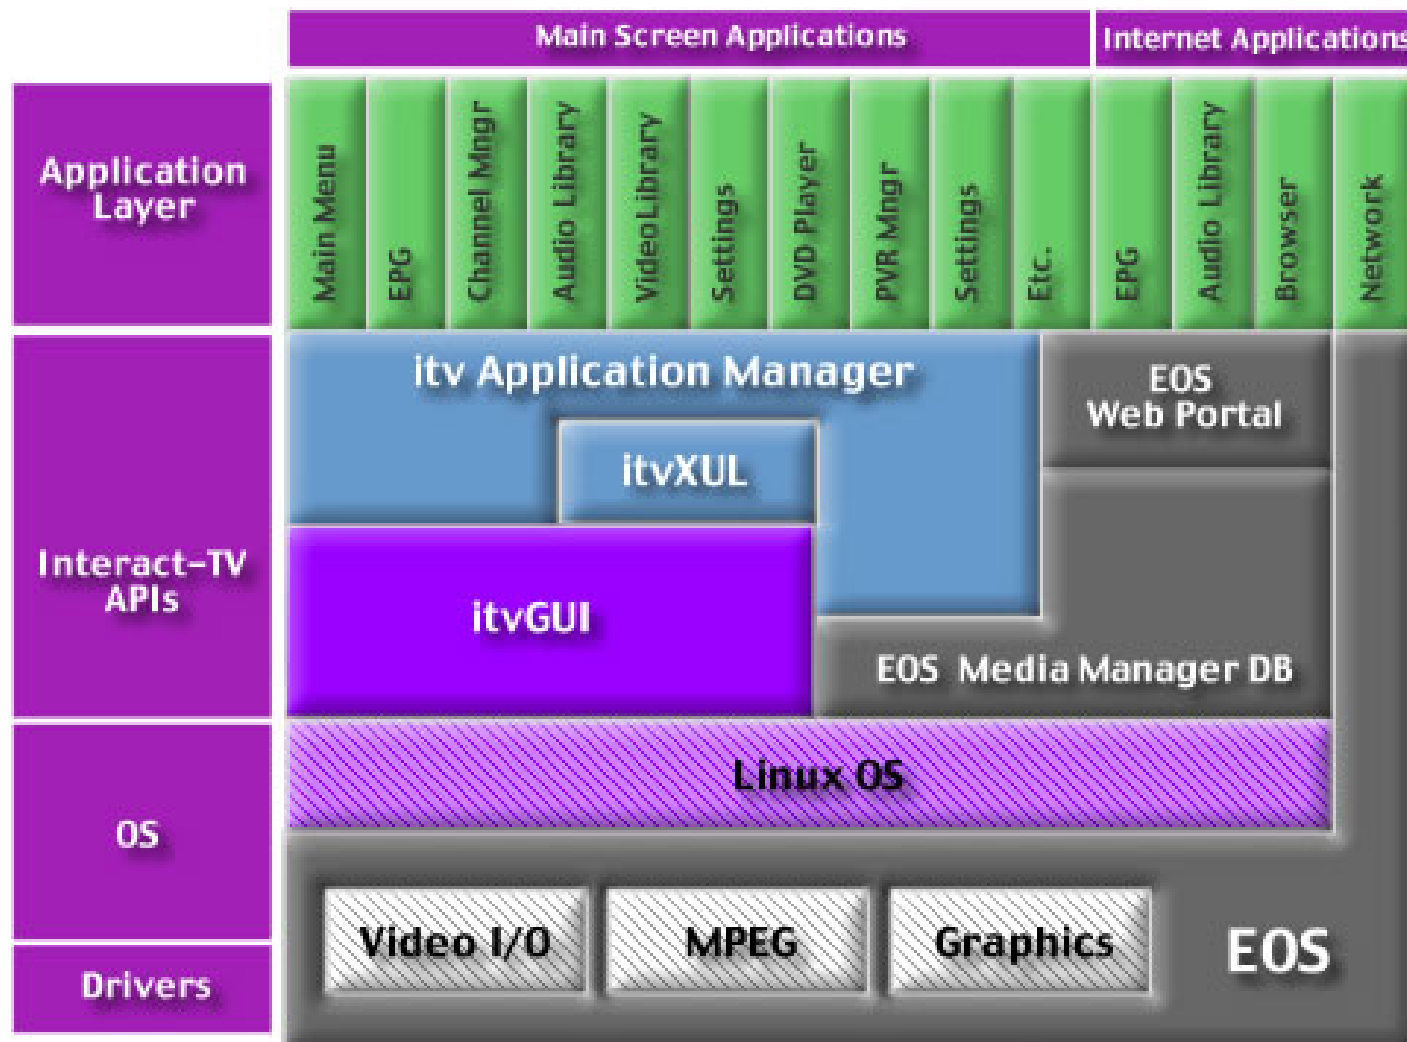 Main Screen Applications
Internet Applications
Application
Layer
Main Menu
EPG
Channel Mngr
Audio Library
VideoLibrary
Settings
DVD Player
PVR Mngr
Settings
Etc.
EPG
Audio Library
Browser
Network
Interact-TV
APIs
itv Application Manager
EOS
Web Portal
itvXUL
itvGUI
EOS Media Manager DB
OS
Linux OS
Drivers
Video I/O
MPEG
Graphics
EOS